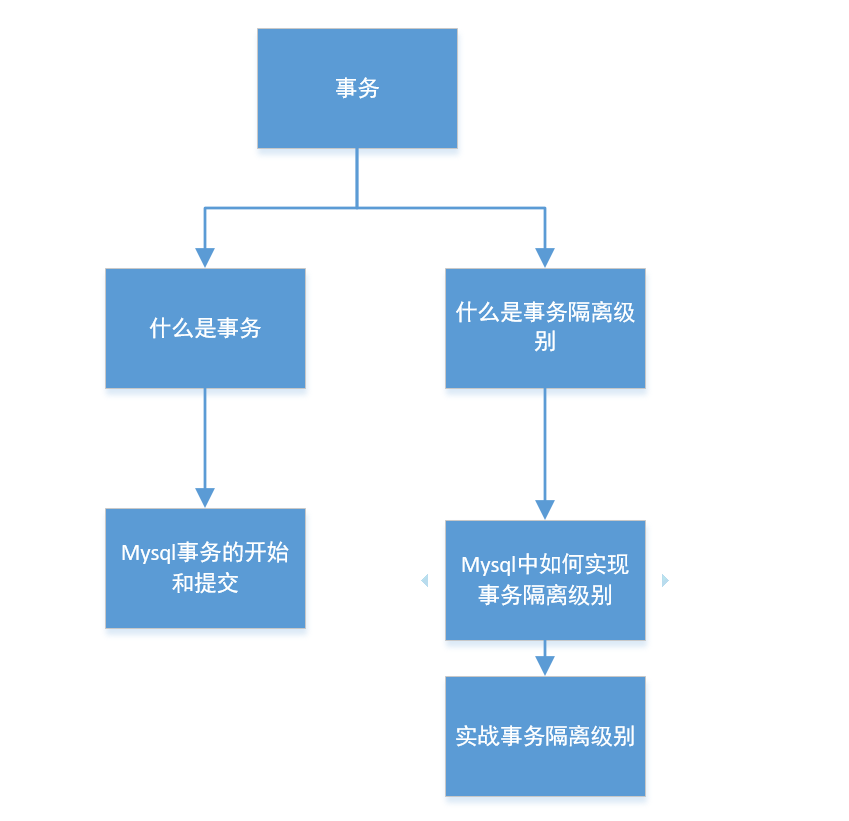 事务
什么是事务
什么是事务隔离级
别
Mysql事务的开始
和提交
Mysql中如何实现
事务隔离级别
实战事务隔离级别